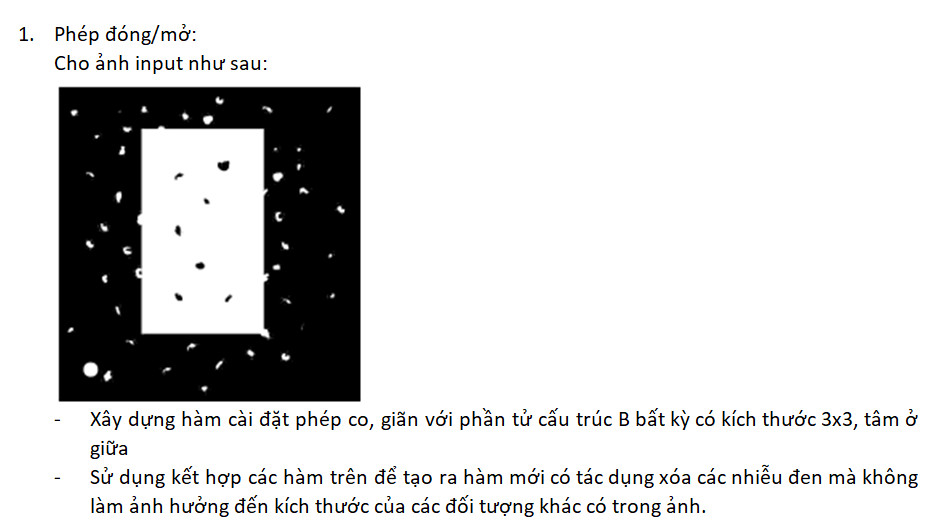 1. Phép đóng/mở:
Cho ảnh input như sau:
- Xây dựng hàm cài đặt phép co, giãn với phần tử cấu trúc B bất kỳ có kích thước 3x3, tâm ở
giữa
- Sử dụng kết hợp các hàm trên để tạo ra hàm mới có tác dụng xóa các nhiễu đen mà không
làm ảnh hưởng đến kích thước của các đối tượng khác có trong ảnh.